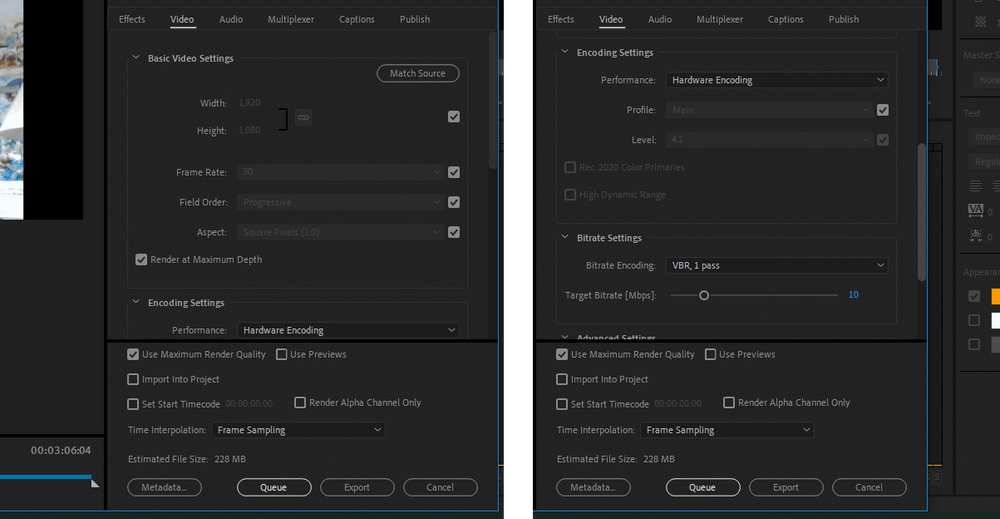 Effects Video Audio Multiplexer Captions Publish
Basic Video Settings
Match Source
Width: 1,920
Height: 1,080
Frame Rate: 30
Field Order: Progressive
Aspect: Square Pixels (1.0)
Render at Maximum Depth
Encoding Settings
Performance: Hardware Encoding
Use Maximum Render Quality Use Previews
Import Into Project
Set Start Timecode 00:00:00:00 Render Alpha Channel Only
Time Interpolation: Frame Sampling
Estimated File Size: 228 MB
Metadata... Queue Export Cancel
00:03:06:04
Effects Video Audio Multiplexer Captions Publish
Encoding Settings
Performance: Hardware Encoding
Profile: Main
Level: 4.1
Rec. 2020 Color Primaries
High Dynamic Range
Bitrate Settings
Bitrate Encoding: VBR, 1 pass
Target Bitrate [Mbps]: 10
Advanced Settings
Use Maximum Render Quality Use Previews
Import Into Project
Set Start Timecode 00:00:00:00 Render Alpha Channel Only
Time Interpolation: Frame Sampling
Estimated File Size: 228 MB
Metadata... Queue Export Cancel
Master S
None
Text
Impac
Regul
VA 0
0
Appearan